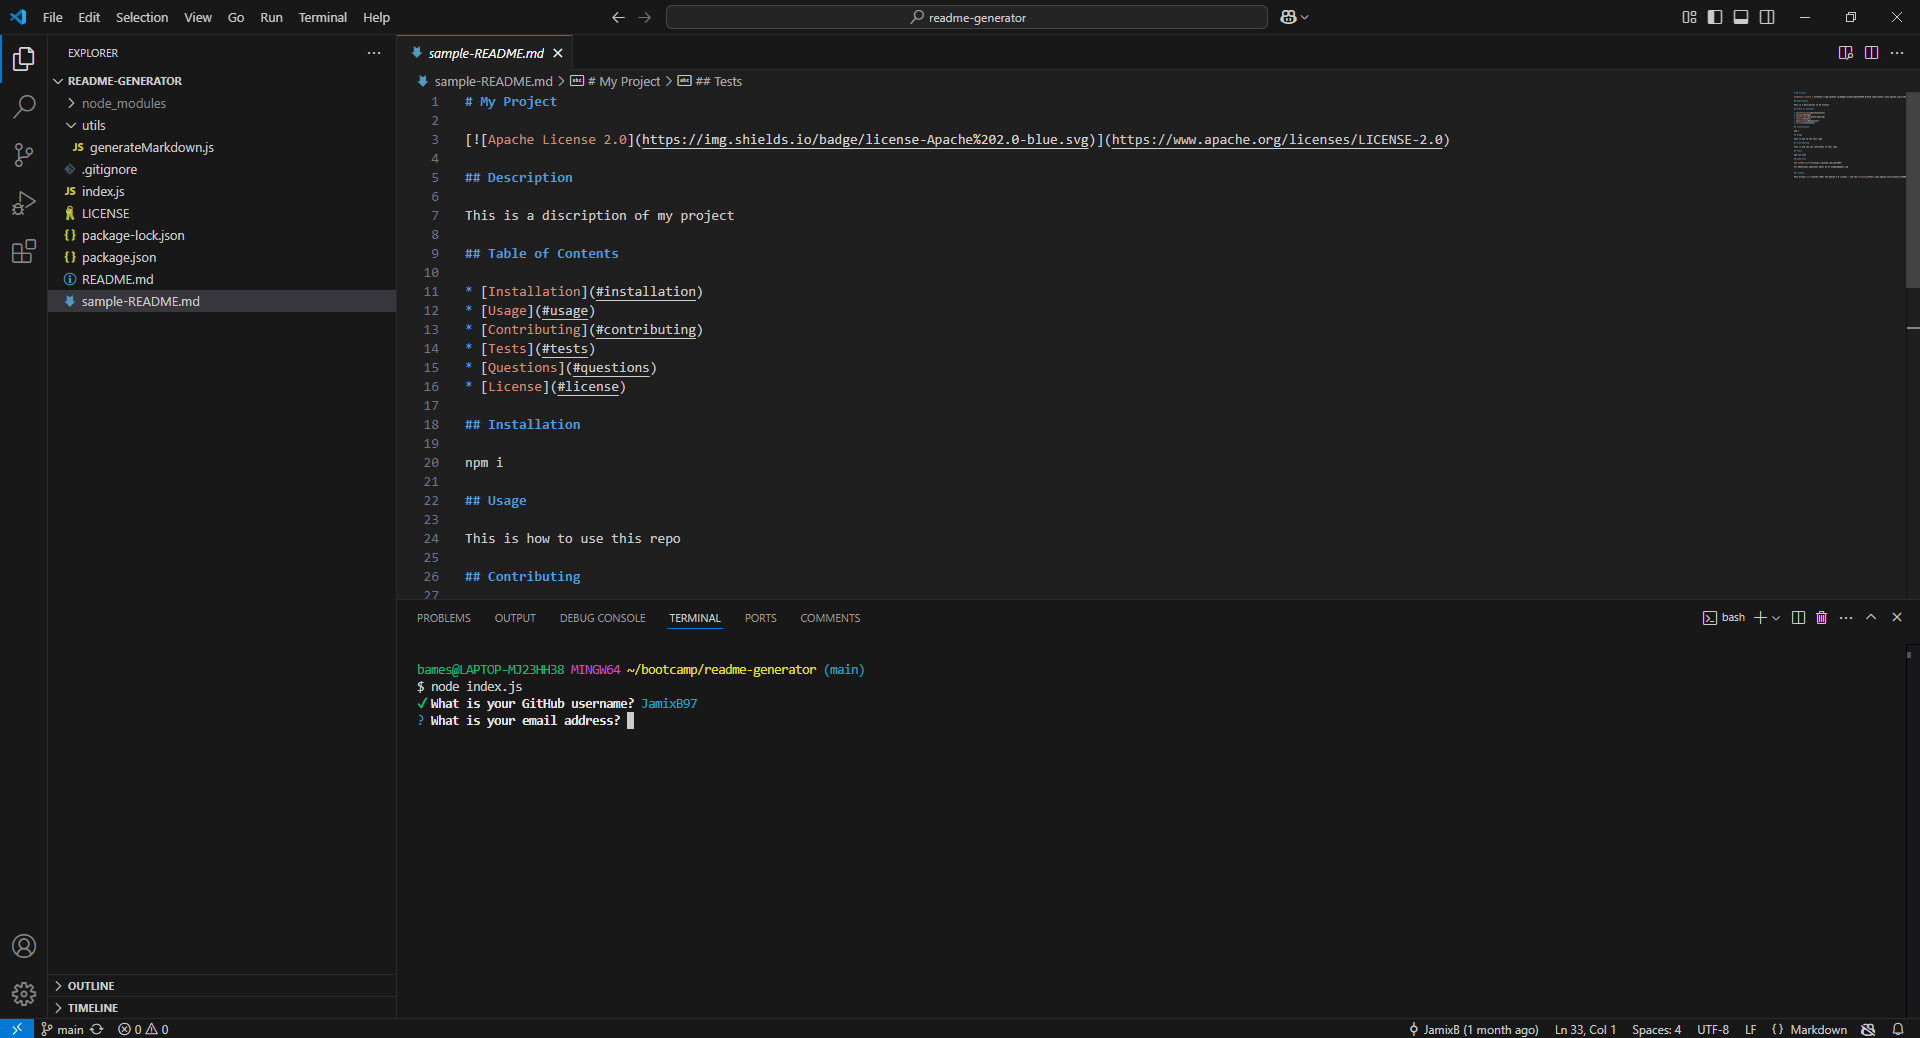 File Edit Selection View Go Run Terminal Help
readme-generator
EXPLORER
README-GENERATOR
node_modules
utils
JS generateMarkdown.js
.gitignore
JS index.js
LICENSE
{} package-lock.json
{} package.json
README.md
sample-README.md
OUTLINE
TIMELINE
sample-README.md
sample-README.md > # My Project > ## Tests
1 # My Project
2
3 [![Apache License 2.0](https://img.shields.io/badge/license-Apache%202.0-blue.svg)](https://www.apache.org/licenses/LICENSE-2.0)
4
5 ## Description
6
7 This is a discription of my project
8
9 ## Table of Contents
10
11 * [Installation](#installation)
12 * [Usage](#usage)
13 * [Contributing](#contributing)
14 * [Tests](#tests)
15 * [Questions](#questions)
16 * [License](#license)
17
18 ## Installation
19
20 npm i
21
22 ## Usage
23
24 This is how to use this repo
25
26 ## Contributing
27
PROBLEMS OUTPUT DEBUG CONSOLE TERMINAL PORTS COMMENTS
bash
bames@LAPTOP-MJ23HH38 MINGW64 ~/bootcamp/readme-generator (main)
$ node index.js
✓ What is your GitHub username? JamixB97
? What is your email address?
main 0 0
JamixB (1 month ago) Ln 33, Col 1 Spaces: 4 UTF-8 LF {} Markdown